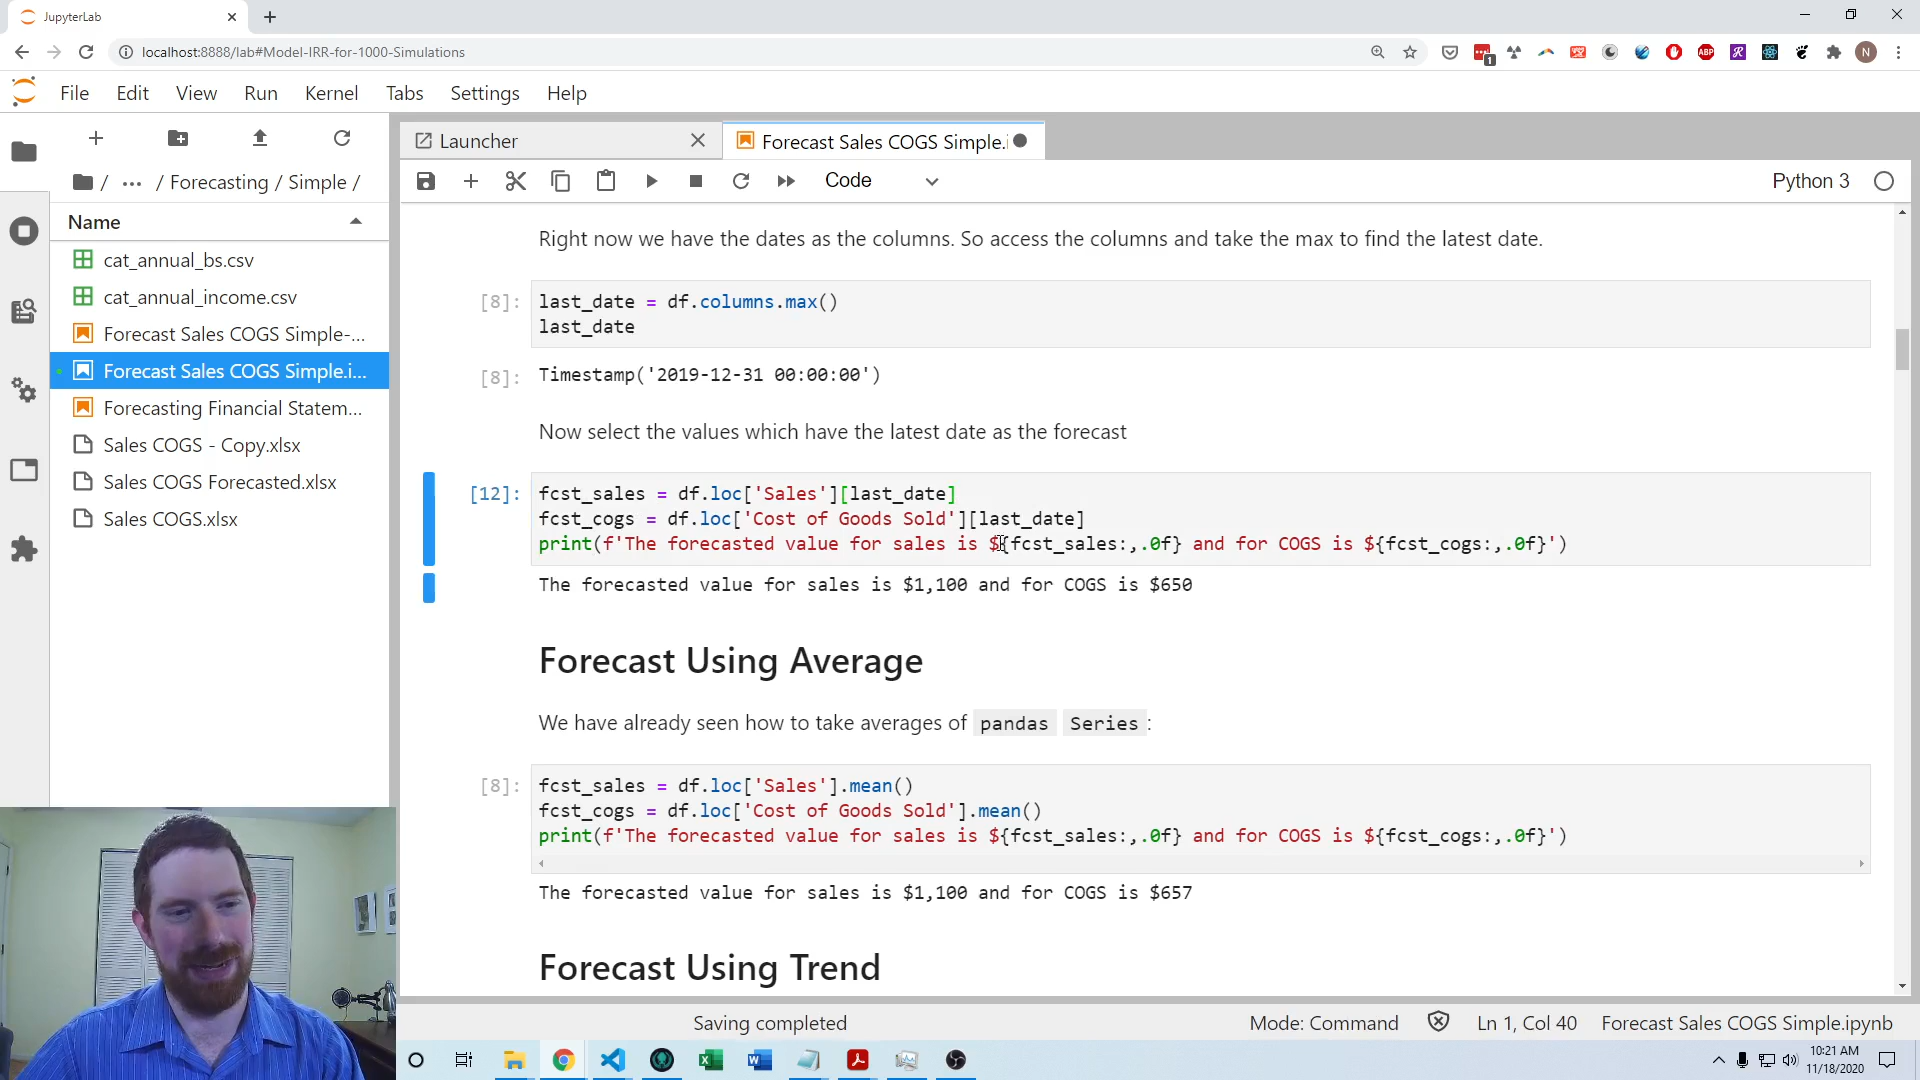 JupyterLab
localhost:8888/lab#Model-IRR-for-1000-Simulations
1
ABP
R
N
File Edit View Run Kernel Tabs Settings Help
/ ... / Forecasting / Simple /
Name
cat_annual_bs.csv
cat_annual_income.csv
Forecast Sales COGS Simple-...
Forecast Sales COGS Simple.i...
Forecasting Financial Statem...
Sales COGS - Copy.xlsx
Sales COGS Forecasted.xlsx
Sales COGS.xlsx
Launcher
Forecast Sales COGS Simple.i
Code
Python 3
Right now we have the dates as the columns. So access the columns and take the max to find the latest date.
[8]: last_date = df.columns.max()
last_date
[8]: Timestamp('2019-12-31 00:00:00')
Now select the values which have the latest date as the forecast
[12]: fcst_sales = df.loc['Sales'][last_date]
fcst_cogs = df.loc['Cost of Goods Sold'][last_date]
print(f'The forecasted value for sales is ${fcst_sales:,.0f} and for COGS is ${fcst_cogs:,.0f}')
The forecasted value for sales is $1,100 and for COGS is $650
Forecast Using Average
We have already seen how to take averages of pandas Series:
[8]: fcst_sales = df.loc['Sales'].mean()
fcst_cogs = df.loc['Cost of Goods Sold'].mean()
print(f'The forecasted value for sales is ${fcst_sales:,.0f} and for COGS is ${fcst_cogs:,.0f}')
The forecasted value for sales is $1,100 and for COGS is $657
Forecast Using Trend
Saving completed
Mode: Command
Ln 1, Col 40
Forecast Sales COGS Simple.ipynb
10:21 AM
11/18/2020